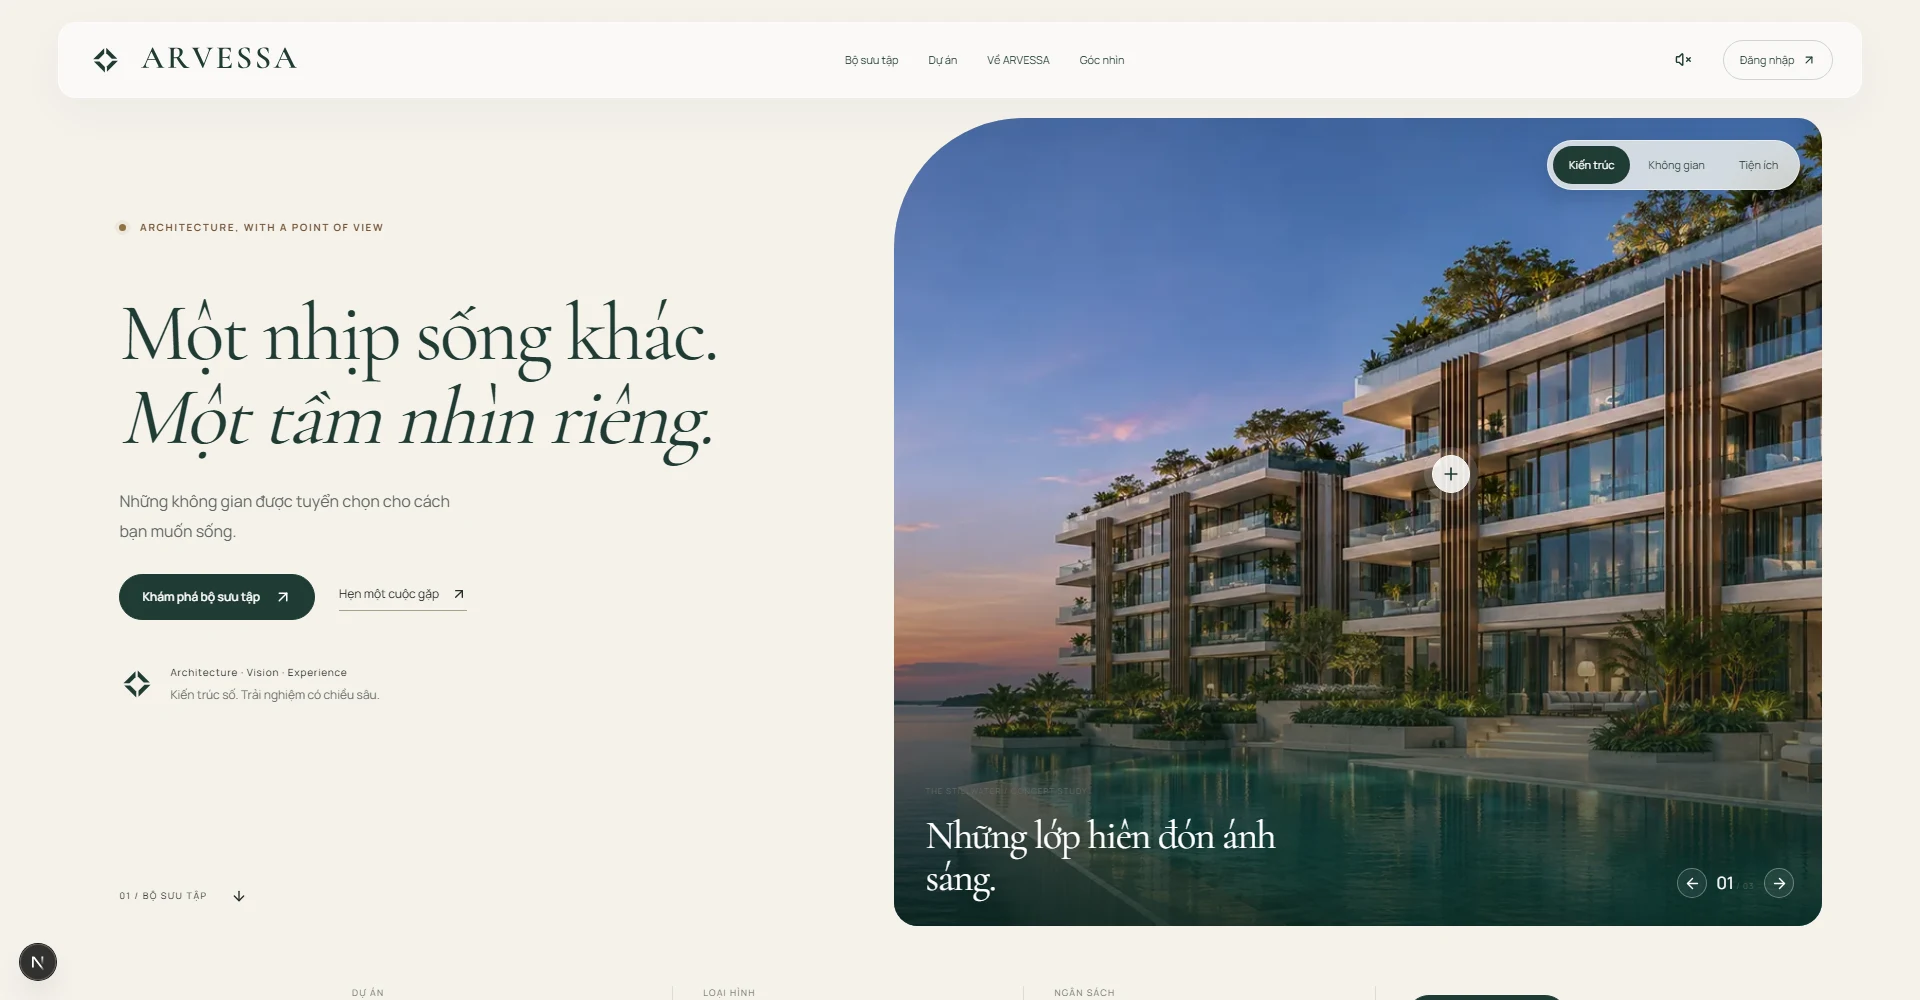 ARVESSA
Bộ sưu tập
Dự án
Về ARVESSA
Góc nhìn
Đăng nhập
Kiến trúc
Không gian
Tiện ích
ARCHITECTURE, WITH A POINT OF VIEW
Một nhịp sống khác.
Một tầm nhìn riêng.
Những không gian được tuyển chọn cho cách
bạn muốn sống.
Khám phá bộ sưu tập
Hẹn một cuộc gặp
Architecture · Vision · Experience
Kiến trúc số. Trải nghiệm có chiều sâu.
Những lớp hiên đón ánh
sáng.
01 / 03
01 / BỘ SƯU TẬP
N
DỰ ÁN
LOẠI HÌNH
NGÂN SÁCH